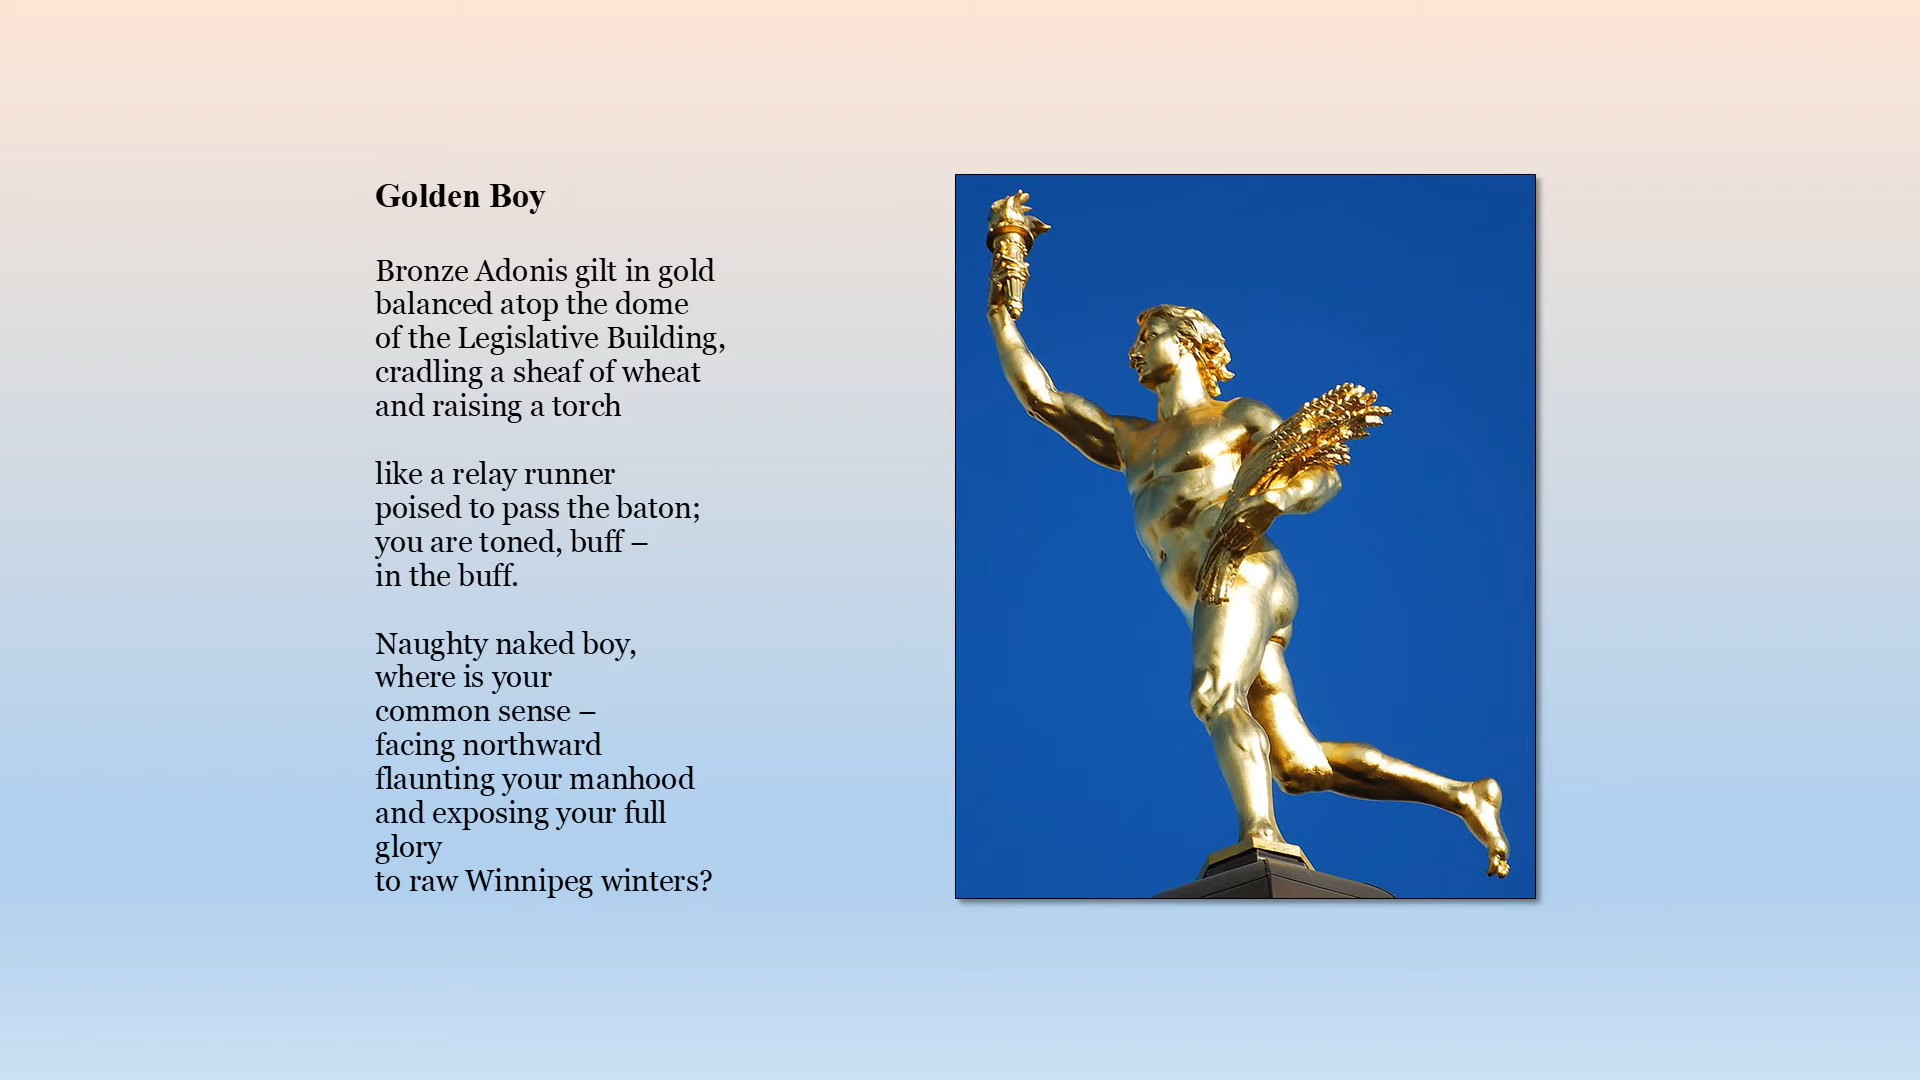 Golden Boy
Bronze Adonis gilt in gold
balanced atop the dome
of the Legislative Building,
cradling a sheaf of wheat
and raising a torch
like a relay runner
poised to pass the baton;
you are toned, buff –
in the buff.
Naughty naked boy,
where is your
common sense –
facing northward
flaunting your manhood
and exposing your full
glory
to raw Winnipeg winters?